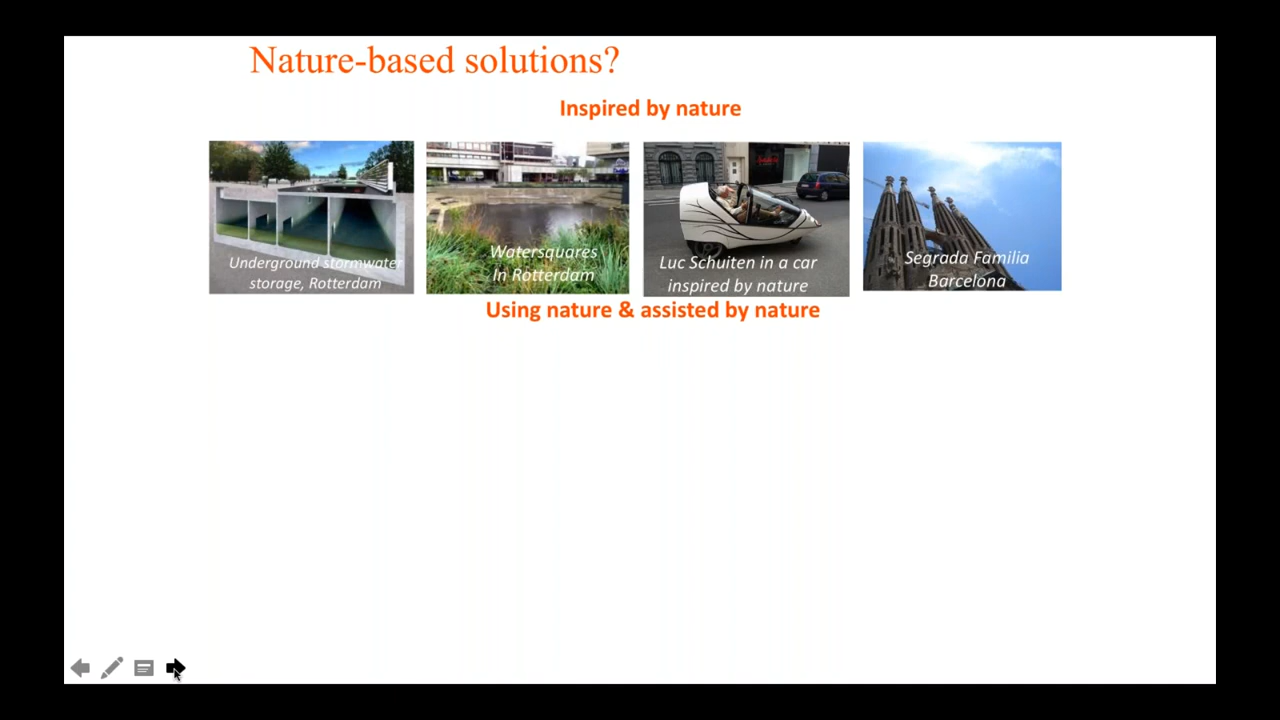 Nature-based solutions?
Inspired by nature
Underground stormwater
storage, Rotterdam
Watersquares
In Rotterdam
Luc Schuiten in a car
inspired by nature
Segrada Familia
Barcelona
Using nature & assisted by nature